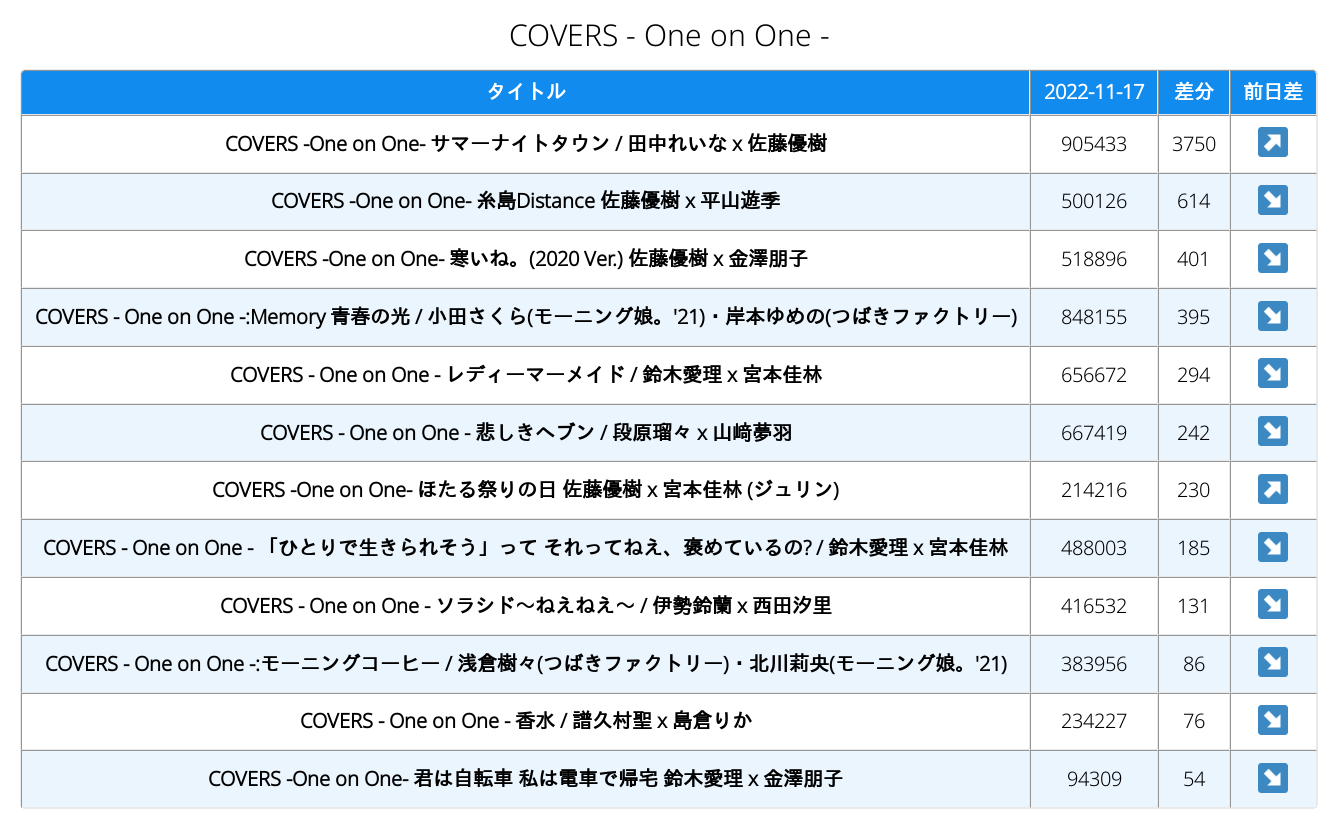 COVERS - One on One -
タイトル 2022-11-17 差分 前日差
COVERS -One on One- サマーナイトタウン / 田中れいな x 佐藤優樹 905433 3750
COVERS -One on One- 糸島Distance 佐藤優樹 x 平山遊季 500126 614
COVERS -One on One- 寒いね。(2020 Ver.) 佐藤優樹 x 金澤朋子 518896 401
COVERS - One on One -:Memory 青春の光 / 小田さくら(モーニング娘。'21)・岸本ゆめの(つばきファクトリー) 848155 395
COVERS - One on One - レディーマーメイド / 鈴木愛理 x 宮本佳林 656672 294
COVERS - One on One - 悲しきヘブン / 段原瑠々 x 山﨑夢羽 667419 242
COVERS -One on One- ほたる祭りの日 佐藤優樹 x 宮本佳林 (ジュリン) 214216 230
COVERS - One on One - 「ひとりで生きられそう」って それってねえ、褒めているの? / 鈴木愛理 x 宮本佳林 488003 185
COVERS - One on One - ソラシド～ねえねえ～ / 伊勢鈴蘭 x 西田汐里 416532 131
COVERS - One on One -:モーニングコーヒー / 浅倉樹々(つばきファクトリー)・北川莉央(モーニング娘。'21) 383956 86
COVERS - One on One - 香水 / 譜久村聖 x 島倉りか 234227 76
COVERS -One on One- 君は自転車 私は電車で帰宅 鈴木愛理 x 金澤朋子 94309 54